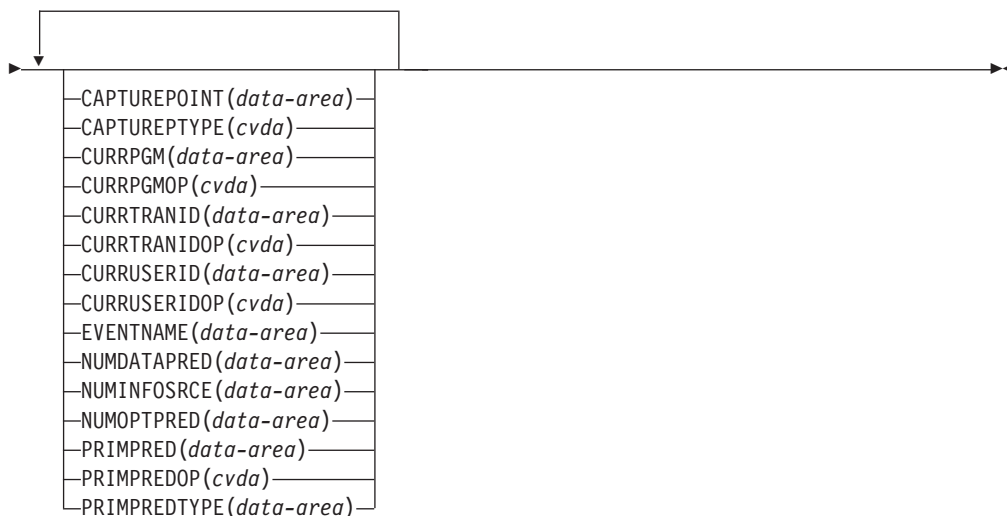 CAPTUREPOINT(data-area)
CAPTUREPTYPE(cvda)
CURRPGM(data-area)
CURRPGMOP(cvda)
CURRTRANID(data-area)
CURRTRANIDOP(cvda)
CURRUSERID(data-area)
CURRUSERIDOP(cvda)
EVENTNAME(data-area)
NUMDATAPRED(data-area)
NUMINFOSRCE(data-area)
NUMOPTPRED(data-area)
PRIMPRED(data-area)
PRIMPREDOP(cvda)
PRIMPREDTYPE(data-area)